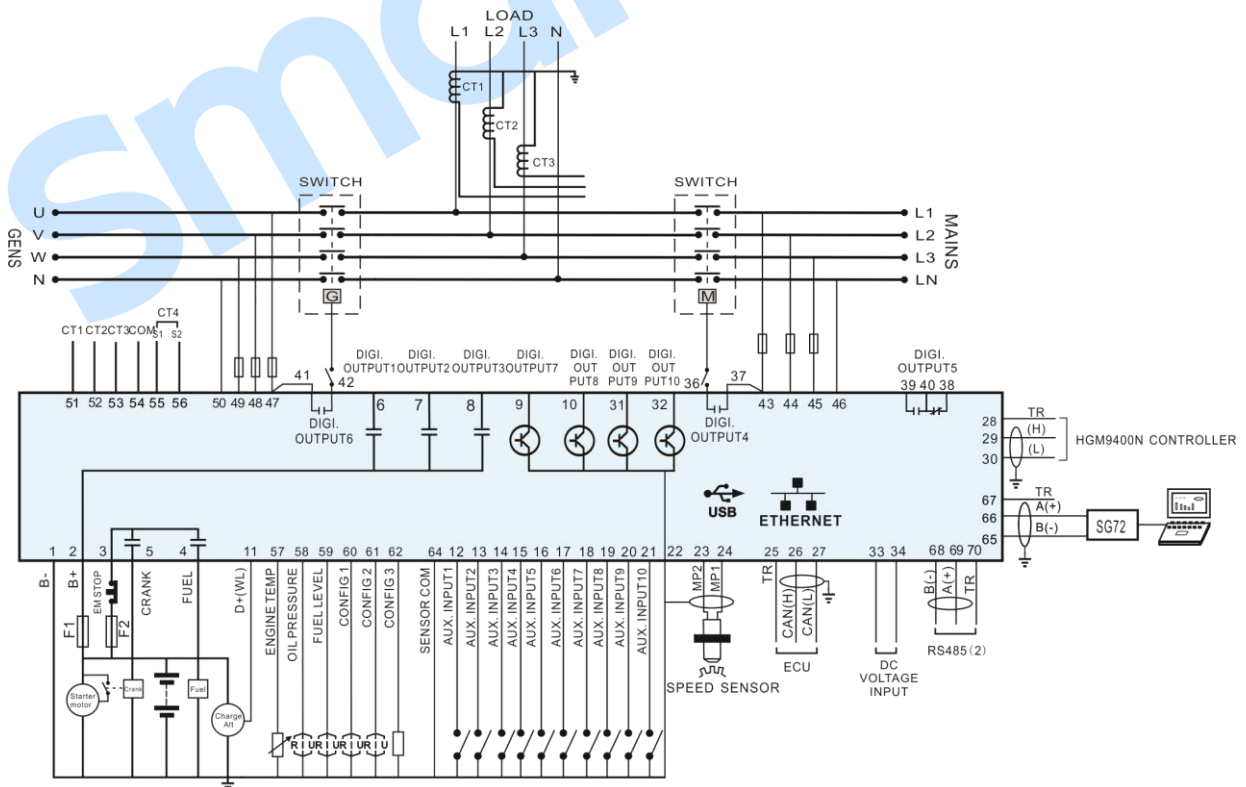 smar
LOAD
L1 L2 L3 N
CT1
CT2
CT3
SWITCH SWITCH
GENS
U
V
W
N
L1
L2
L3
LN
MAINS
G M
CT4
CT1 CT2 CT3 COM S1 S2
41 42 36 37
DIGI. OUTPUT1
DIGI. OUTPUT2
DIGI. OUTPUT3
DIGI. OUTPUT7
DIGI. OUT PUT8
DIGI. OUT PUT9
DIGI. OUT PUT10
DIGI. OUTPUT5
39 40 38
51 52 53 54 55 56 50 49 48 47 6 7 8 9 10 31 32 43 44 45 46
DIGI. OUTPUT6
DIGI. OUTPUT4
28 TR
29 (H)
30 (L)
HGM9400N CONTROLLER
67 TR
66 A(+)
65 B(-)
SG72
USB
ETHERNET
1 2 3 5 4 11 57 58 59 60 61 62 64 12 13 14 15 16 17 18 19 20 21 22 23 24 25 26 27 33 34 68 69 70
B-
B+
EM STOP
CRANK
FUEL
D+(WL)
ENGINE TEMP
OIL PRESSURE
FUEL LEVEL
CONFIG 1
CONFIG 2
CONFIG 3
SENSOR COM
AUX. INPUT1
AUX. INPUT2
AUX. INPUT3
AUX. INPUT4
AUX. INPUT5
AUX. INPUT6
AUX. INPUT7
AUX. INPUT8
AUX. INPUT9
AUX. INPUT10
MP2
MP1
TR
CAN(H)
CAN(L)
B(-)
A(+)
TR
F1
F2
SPEED SENSOR
ECU
DC VOLTAGE INPUT
RS485(2)
Starter motor
Crank
Fuel
Charge Alt
R U R U R U R U